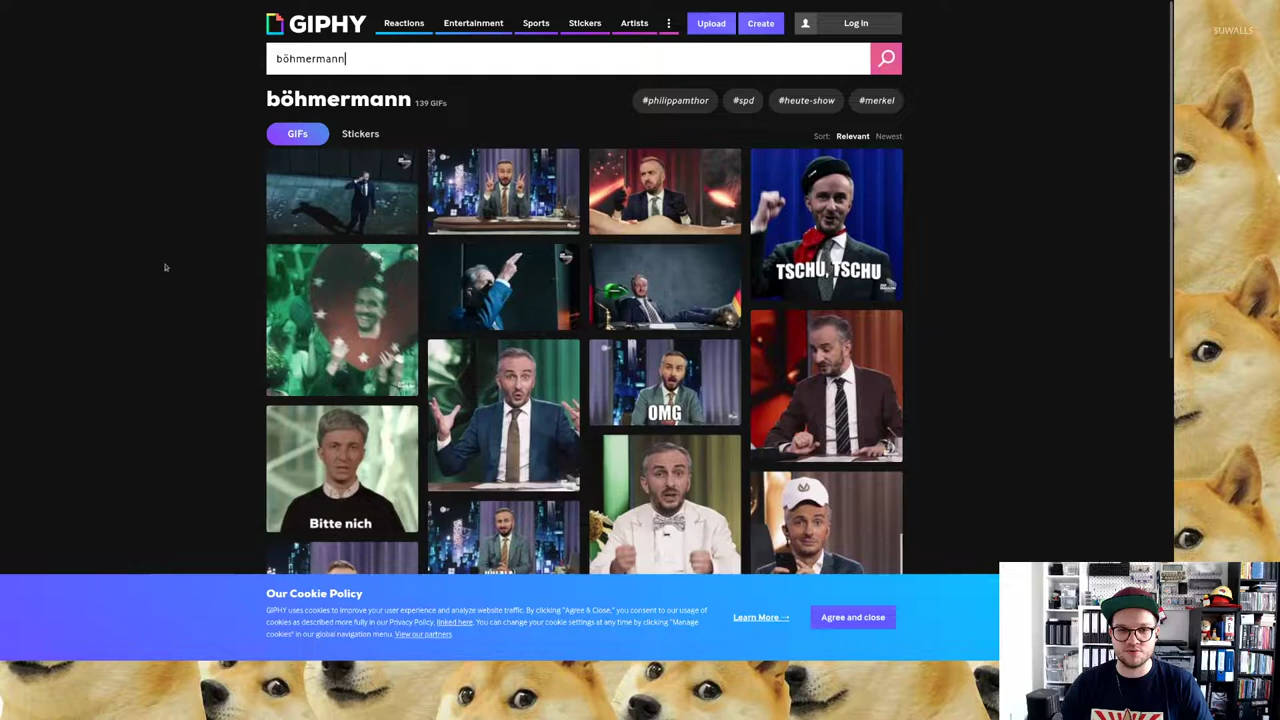 GIPHY
Reactions
Entertainment
Sports
Stickers
Artists
Upload
Create
Log in
SUWALLS
böhmermann
böhmermann 139 GIFs
#philippamthor
#spd
#heute-show
#merkel
GIFs
Stickers
Sort: Relevant Newest
TSCHU, TSCHU
OMG
Bitte nich
Our Cookie Policy
GIPHY uses cookies to improve your user experience and analyze website traffic. By clicking "Agree & Close," you consent to our usage
of cookies as described more fully in our Privacy Policy, linked here. You can change your cookie settings at any time by clicking "Manage
cookies" in our global navigation menu. View our partners
Learn More →
Agree and close